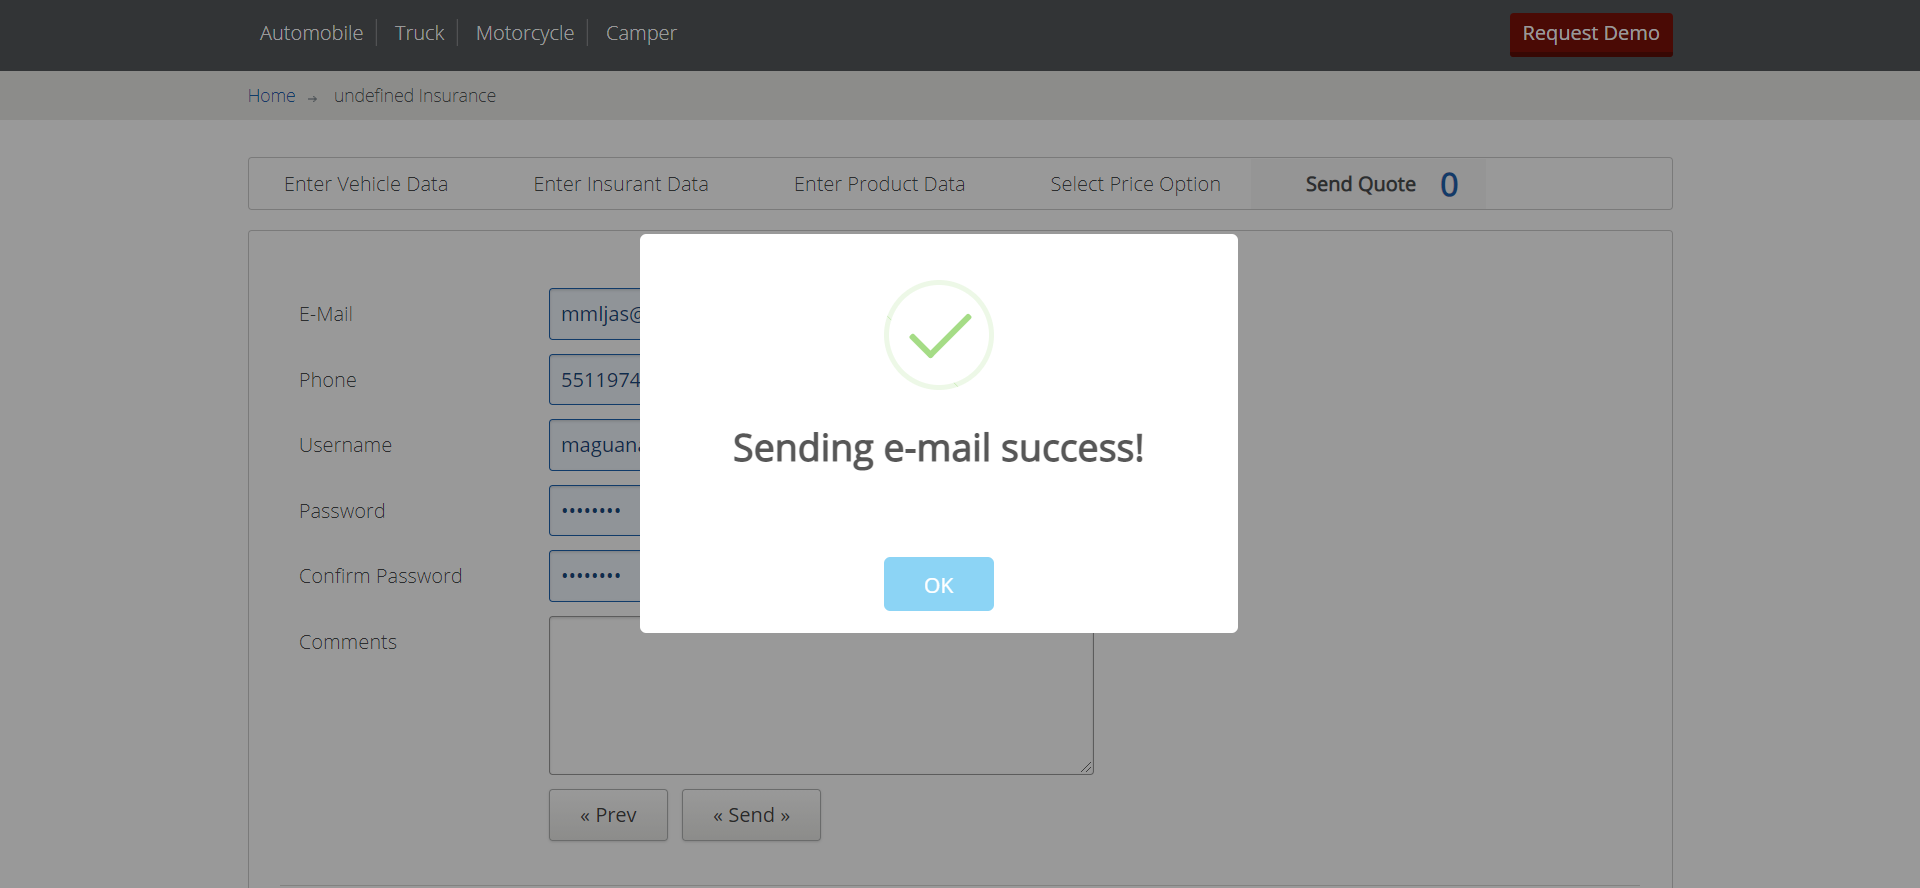 Automobile Truck Motorcycle Camper Request Demo
Home → undefined Insurance
Enter Vehicle Data Enter Insurant Data Enter Product Data Select Price Option Send Quote 0
E-Mail mmljas@
Phone 5511974
Username maguana
Password ••••••••
Confirm Password ••••••••
Comments
Sending e-mail success!
OK
« Prev « Send »